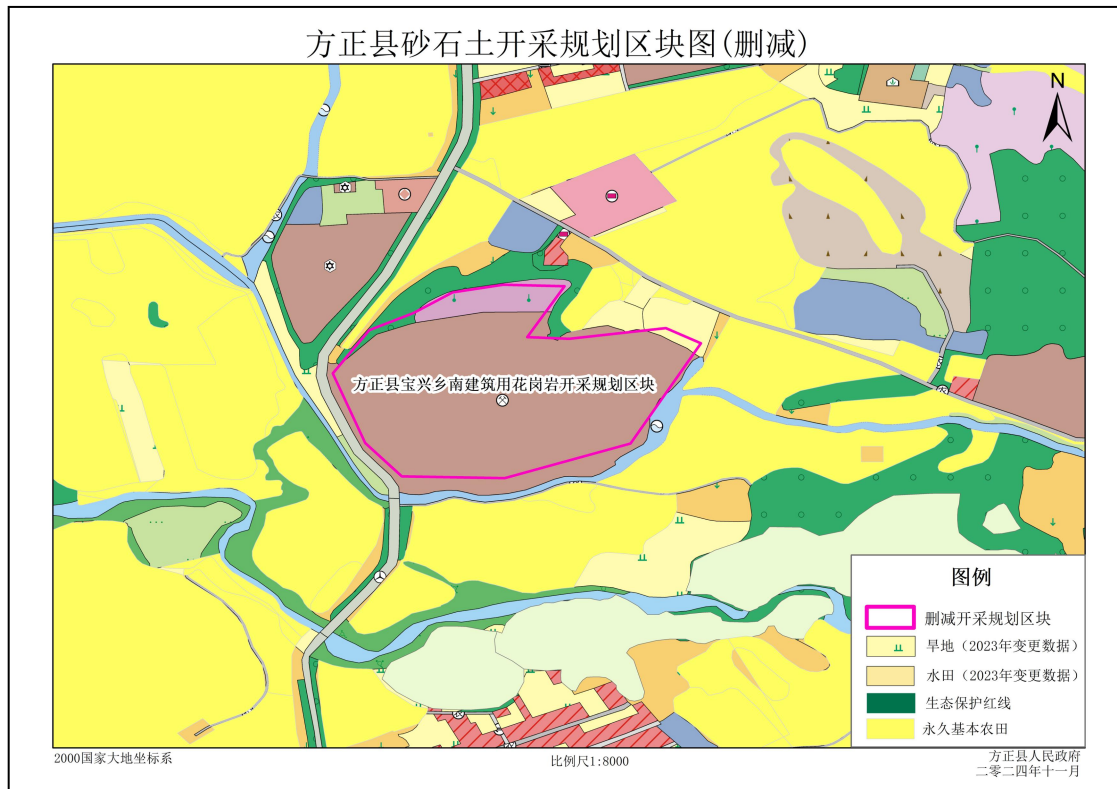 方正县砂石土开采规划区块图(删减)
N
方正县宝兴乡南建筑用花岗岩开采规划区块
图例
删减开采规划区块
旱地（2023年变更数据）
水田（2023年变更数据）
生态保护红线
永久基本农田
2000国家大地坐标系
比例尺1:8000
方正县人民政府
二零二四年十一月